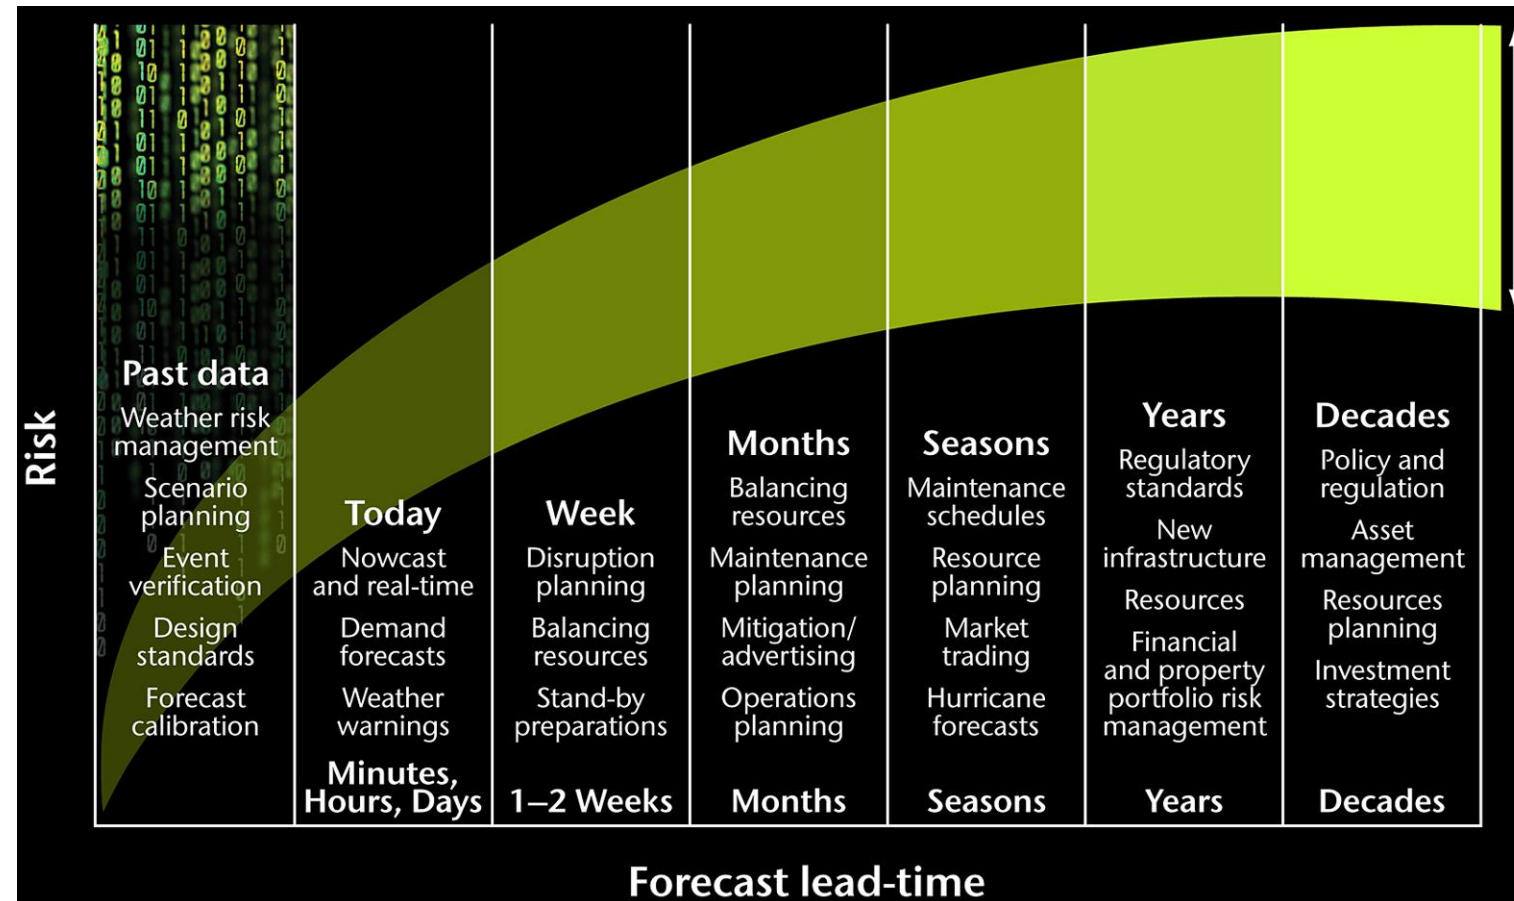 Risk
Past data
Weather risk
management
Scenario
planning
Event
verification
Design
standards
Forecast
calibration
Today
Nowcast
and real-time
Demand
forecasts
Weather
warnings
Minutes,
Hours, Days
Week
Disruption
planning
Balancing
resources
Stand-by
preparations
1–2 Weeks
Months
Balancing
resources
Maintenance
planning
Mitigation/
advertising
Operations
planning
Months
Seasons
Maintenance
schedules
Resource
planning
Market
trading
Hurricane
forecasts
Seasons
Years
Regulatory
standards
New
infrastructure
Resources
Financial
and property
portfolio risk
management
Years
Decades
Policy and
regulation
Asset
management
Resources
planning
Investment
strategies
Decades
Forecast lead-time